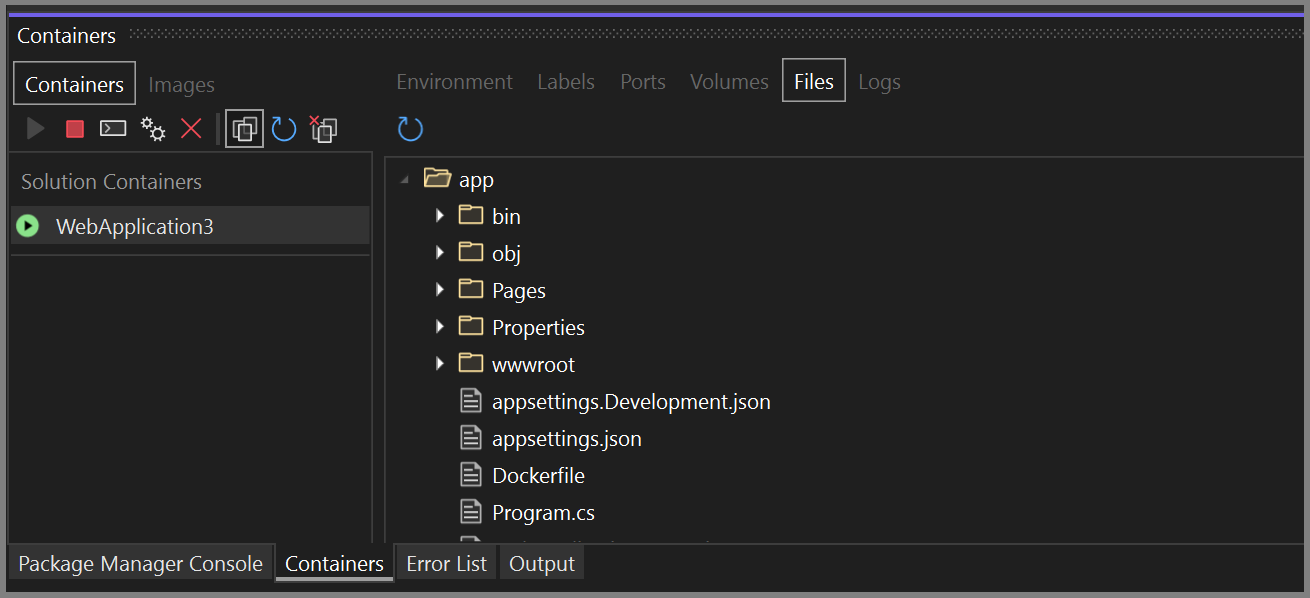 Containers
Containers Images
Environment Labels Ports Volumes Files Logs
Solution Containers
WebApplication3
app
bin
obj
Pages
Properties
wwwroot
appsettings.Development.json
appsettings.json
Dockerfile
Program.cs
Package Manager Console Containers Error List Output